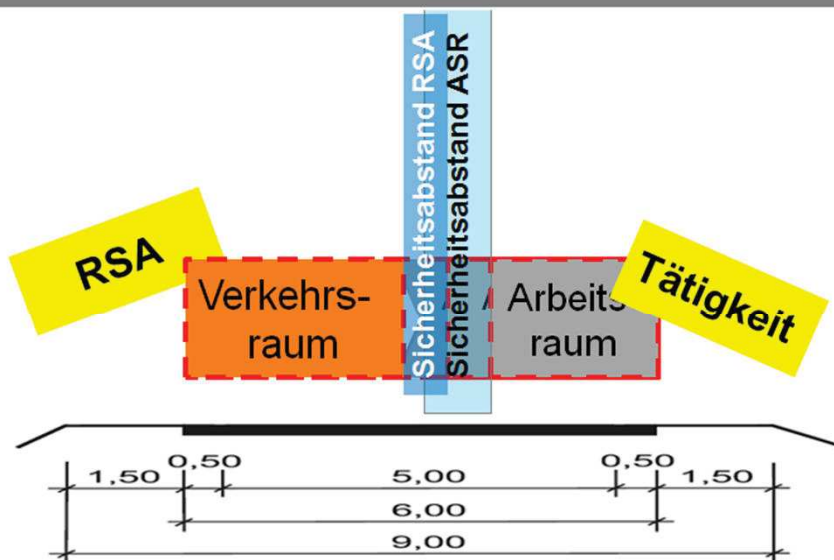 Sicherheitsabstand RSA
Sicherheitsabstand ASR
RSA
Verkehrs-
raum
Arbeits
raum
Tätigkeit
0,50
0,50
1,50
5,00
1,50
6,00
9,00